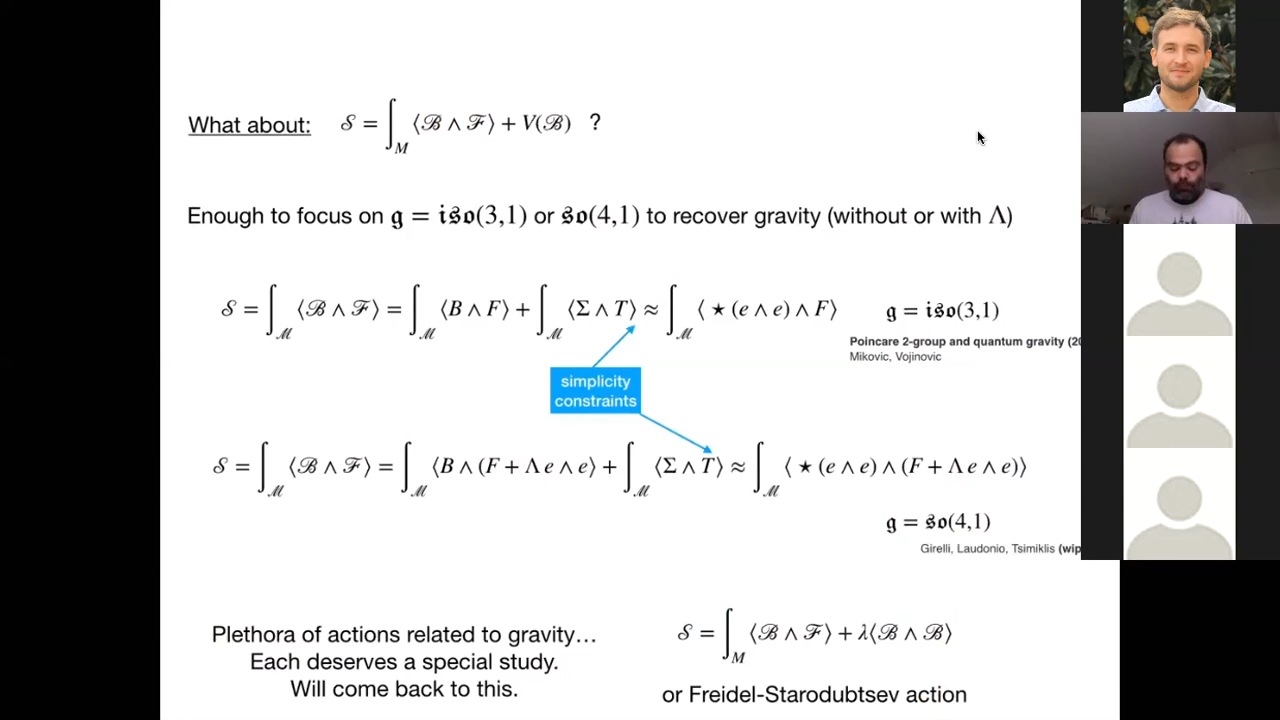 What about: 𝒮 = ∫_M ⟨ℬ ∧ ℱ⟩ + V(ℬ) ?
Enough to focus on 𝔤 = 𝔦𝔰𝔬(3,1) or 𝔰𝔬(4,1) to recover gravity (without or with Λ)
𝒮 = ∫_ℳ ⟨ℬ ∧ ℱ⟩ = ∫_ℳ ⟨B ∧ F⟩ + ∫_ℳ ⟨Σ ∧ T⟩ ≈ ∫_ℳ ⟨ ⋆ (e ∧ e) ∧ F⟩ 𝔤 = 𝔦𝔰𝔬(3,1)
Poincare 2-group and quantum gravity (20
Mikovic, Vojinovic
simplicity
constraints
𝒮 = ∫_ℳ ⟨ℬ ∧ ℱ⟩ = ∫_ℳ ⟨B ∧ (F + Λ e ∧ e⟩ + ∫_ℳ ⟨Σ ∧ T⟩ ≈ ∫_ℳ ⟨ ⋆ (e ∧ e) ∧ (F + Λ e ∧ e)⟩
𝔤 = 𝔰𝔬(4,1)
Girelli, Laudonio, Tsimiklis (wip
Plethora of actions related to gravity…
Each deserves a special study.
Will come back to this.
𝒮 = ∫_M ⟨ℬ ∧ ℱ⟩ + λ⟨ℬ ∧ ℬ⟩
or Freidel-Starodubtsev action